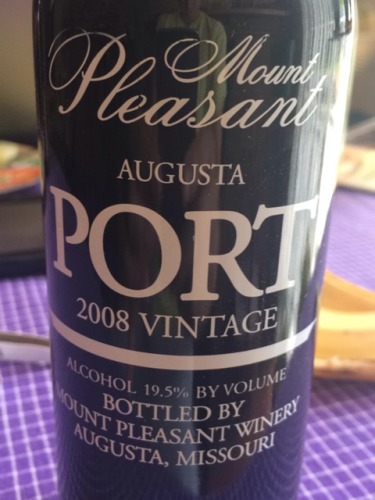 Mount
Pleasant
AUGUSTA
PORT
2008 VINTAGE
ALCOHOL 19.5% BY VOLUME
BOTTLED BY
MOUNT PLEASANT WINERY
AUGUSTA, MISSOURI